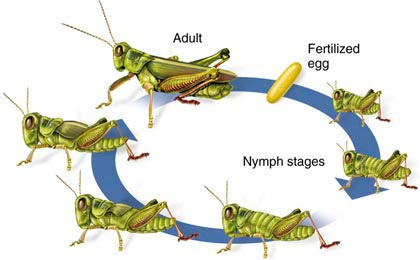 Adult
Fertilized
egg
Nymph stages